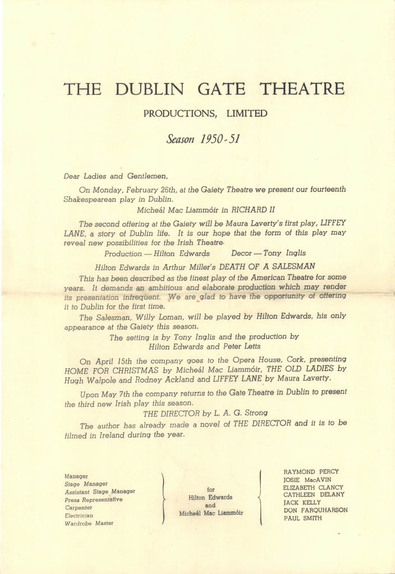 THE DUBLIN GATE THEATRE
PRODUCTIONS, LIMITED
Season 1950-51
Dear Ladies and Gentlemen,
On Monday, February 26th, at the Gaiety Theatre we present our fourteenth
Shakespearean play in Dublin.
Micheál Mac Liammóir in RICHARD II
The second offering at the Gaiety will be Maura Laverty's first play, LIFFEY
LANE, a story of Dublin life. It is our hope that the form of this play may
reveal new possibilities for the Irish Theatre.
Production — Hilton Edwards Decor — Tony Inglis
Hilton Edwards in Arthur Miller's DEATH OF A SALESMAN
This has been described as the finest play of the American Theatre for some
years. It demands an ambitious and elaborate production which may render
its presentation infrequent. We are glad to have the opportunity of offering
it to Dublin for the first time.
The Salesman, Willy Loman, will be played by Hilton Edwards, his only
appearance at the Gaiety this season.
The setting is by Tony Inglis and the production by
Hilton Edwards and Peter Letts
On April 15th the company goes to the Opera House, Cork, presenting
HOME FOR CHRISTMAS by Micheál Mac Liammóir, THE OLD LADIES by
Hugh Walpole and Rodney Ackland and LIFFEY LANE by Maura Laverty.
Upon May 7th the company returns to the Gate Theatre in Dublin to present
the third new Irish play this season.
THE DIRECTOR by L. A. G. Strong
The author has already made a novel of THE DIRECTOR and it is to be
filmed in Ireland during the year.
Manager
Stage Manager
Assistant Stage Manager
Press Representative
Carpenter
Electrician
Wardrobe Master
for
Hilton Edwards
and
Micheál Mac Liammóir
RAYMOND PERCY
JOSIE MacAVIN
ELIZABETH CLANCY
CATHLEEN DELANY
JACK KELLY
DON FARQUHARSON
PAUL SMITH